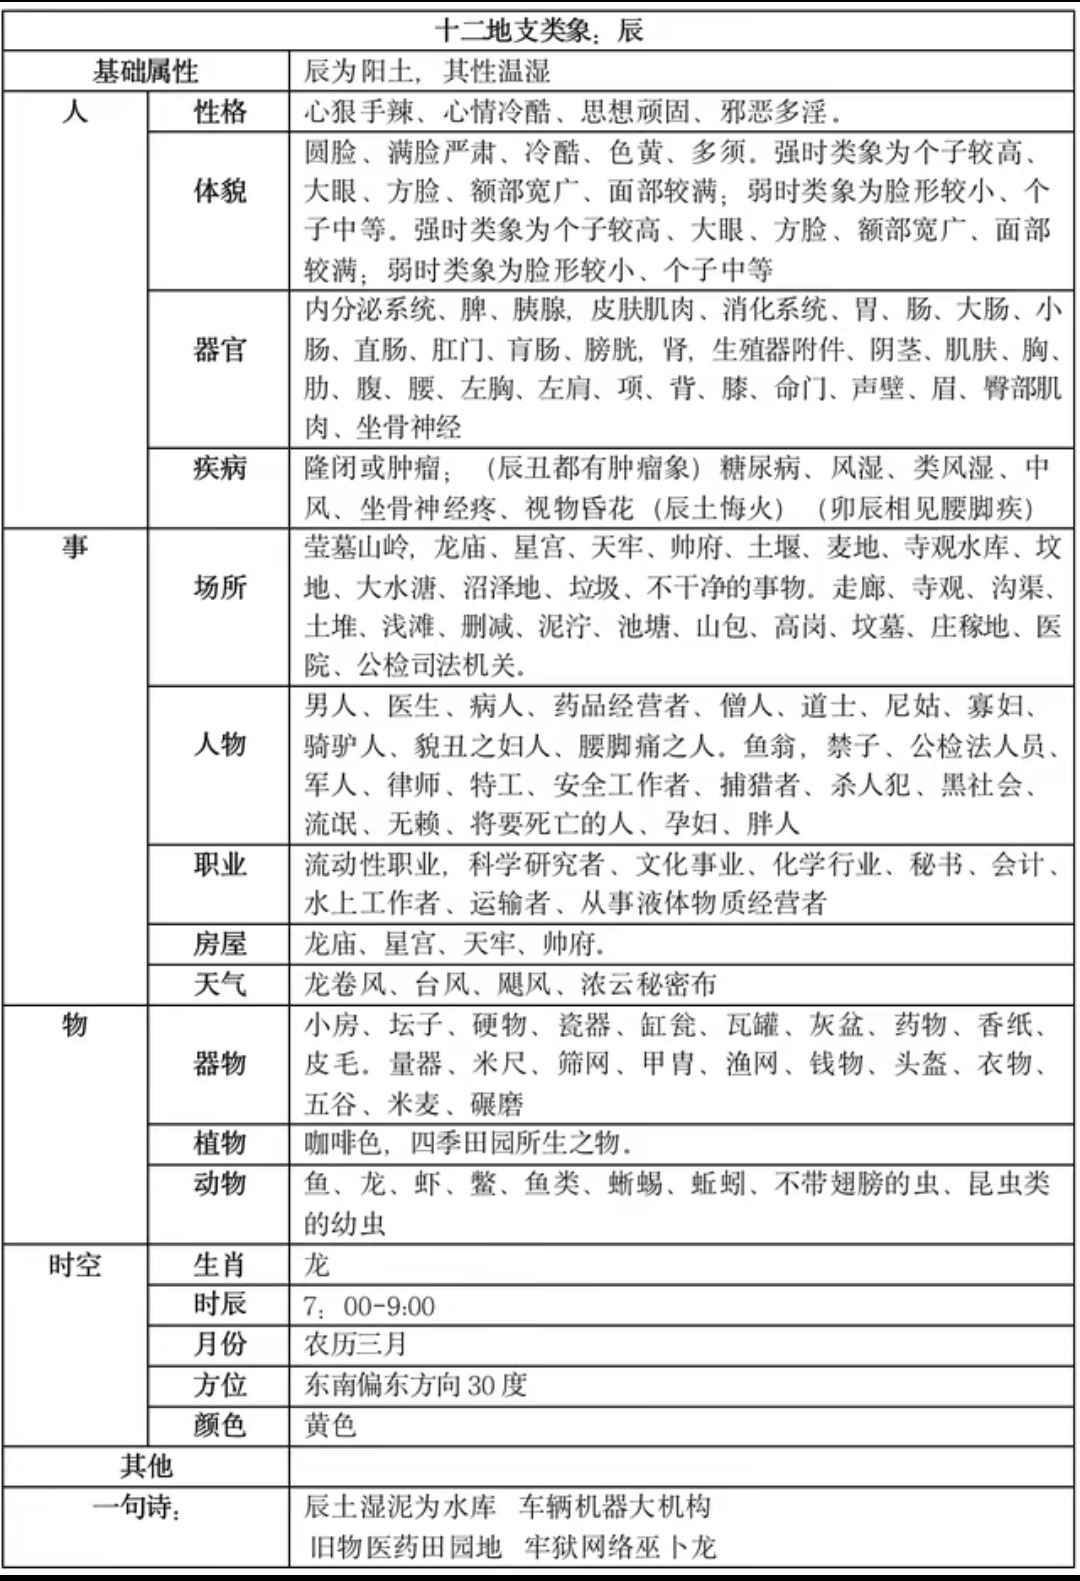 十二地支类象：辰
基础属性
辰为阳土，其性温湿
人
性格
心狠手辣、心情冷酷、思想顽固、邪恶多淫。
体貌
圆脸、满脸严肃、冷酷、色黄、多须。强时类象为个子较高、
大眼、方脸、额部宽广、面部较满；弱时类象为脸形较小、个
子中等。强时类象为个子较高、大眼、方脸、额部宽广、面部
较满；弱时类象为脸形较小、个子中等
器官
内分泌系统、脾、胰腺，皮肤肌肉、消化系统、胃、肠、大肠、小
肠、直肠、肛门、肓肠、膀胱，肾，生殖器附件、阴茎、肌肤、胸、
肋、腹、腰、左胸、左肩、项、背、膝、命门、声壁、眉、臀部肌
肉、坐骨神经
疾病
隆闭或肿瘤；（辰丑都有肿瘤象）糖尿病、风湿、类风湿、中
风、坐骨神经疼、视物昏花（辰土悔火）（卯辰相见腰脚疾）
事
场所
莹墓山岭，龙庙、星宫、天牢、帅府、土堰、麦地、寺观水库、坟
地、大水溏、沼泽地、垃圾、不干净的事物。走廊、寺观、沟渠、
土堆、浅滩、删减、泥泞、池塘、山包、高岗、坟墓、庄稼地、医
院、公检司法机关。
人物
男人、医生、病人、药品经营者、僧人、道士、尼姑、寡妇、
骑驴人、貌丑之妇人、腰脚痛之人。鱼翁，禁子、公检法人员、
军人、律师、特工、安全工作者、捕猎者、杀人犯、黑社会、
流氓、无赖、将要死亡的人、孕妇、胖人
职业
流动性职业，科学研究者、文化事业、化学行业、秘书、会计、
水上工作者、运输者、从事液体物质经营者
房屋
龙庙、星宫、天牢、帅府。
天气
龙卷风、台风、飓风、浓云秘密布
物
器物
小房、坛子、硬物、瓷器、缸瓮、瓦罐、灰盆、药物、香纸、
皮毛。量器、米尺、筛网、甲胄、渔网、钱物、头盔、衣物、
五谷、米麦、碾磨
植物
咖啡色，四季田园所生之物。
动物
鱼、龙、虾、鳖、鱼类、蜥蜴、蚯蚓、不带翅膀的虫、昆虫类
的幼虫
时空
生肖
龙
时辰
7：00-9:00
月份
农历三月
方位
东南偏东方向 30 度
颜色
黄色
其他
一句诗：
辰土湿泥为水库 车辆机器大机构
旧物医药田园地 牢狱网络巫卜龙